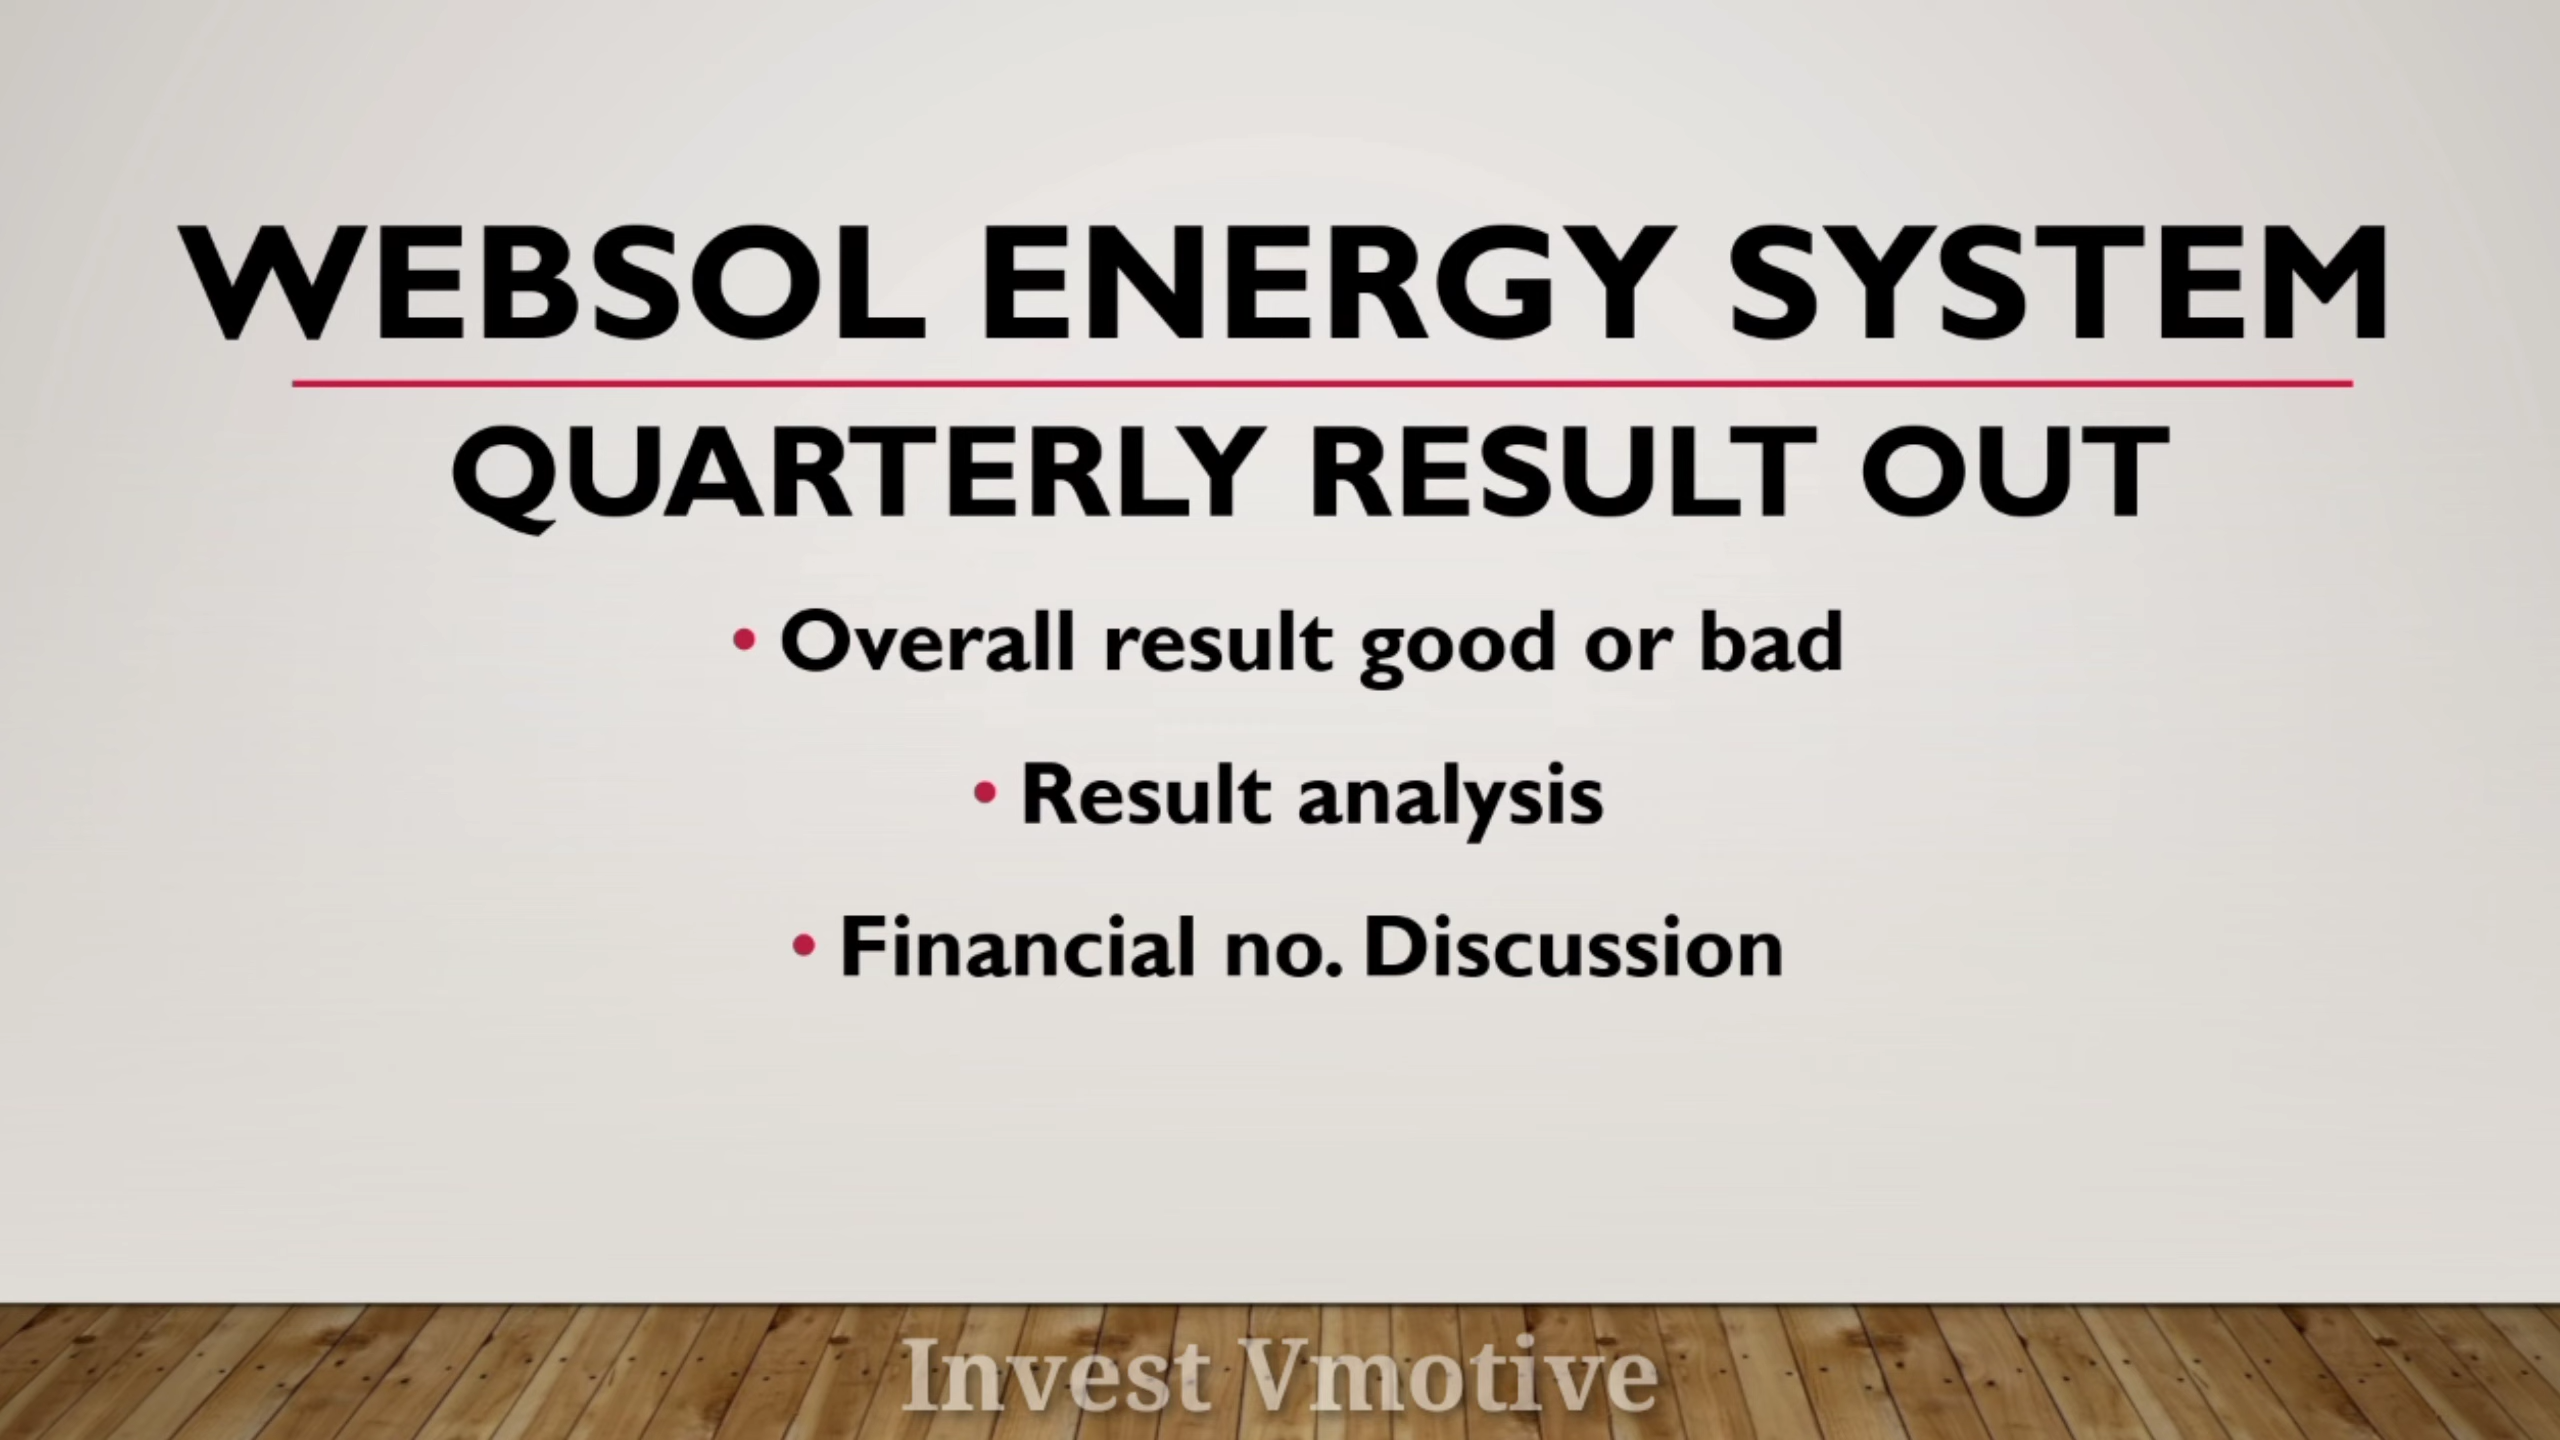 WEBSOL ENERGY SYSTEM
QUARTERLY RESULT OUT
• Overall result good or bad
• Result analysis
• Financial no. Discussion
Invest Vmotive